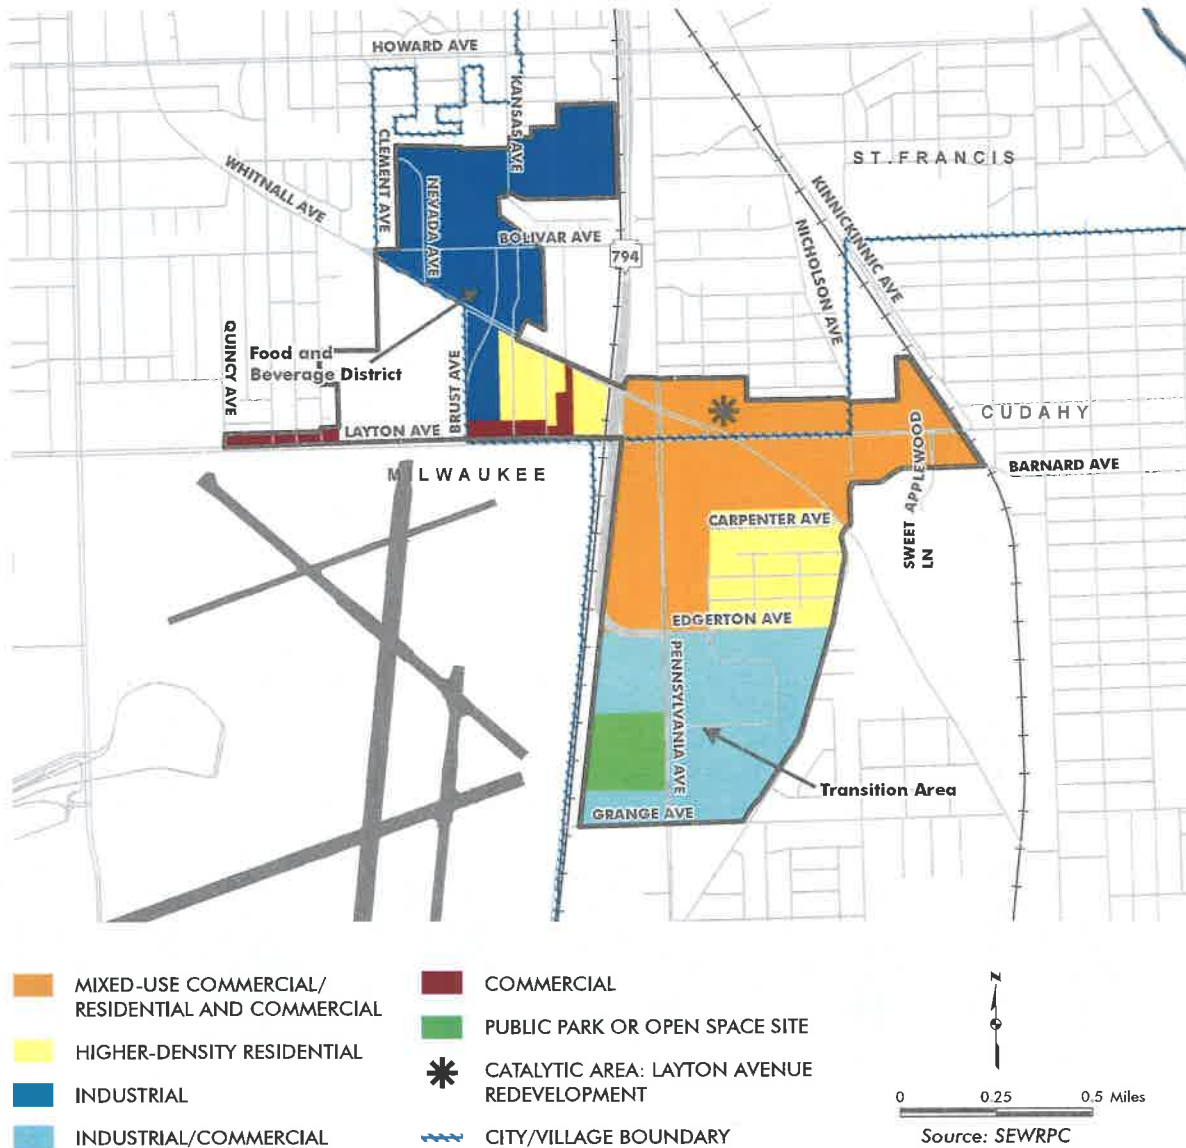 HOWARD AVE
KANSAS AVE
CLEMENT AVE
WHITNALL AVE
NEVADA AVE
BOLIVAR AVE
794
ST. FRANCIS
KINNICKINNIC AVE
NICHOLSON AVE
QUINCY AVE
Food and
Beverage District
BRUST AVE
LAYTON AVE
MILWAUKEE
CUDAHY
BARNARD AVE
SWEET APPLEWOOD
LN
CARPENTER AVE
EDGERTON AVE
PENNSYLVANIA AVE
Transition Area
GRANGE AVE
MIXED-USE COMMERCIAL/
RESIDENTIAL AND COMMERCIAL
HIGHER-DENSITY RESIDENTIAL
INDUSTRIAL
INDUSTRIAL/COMMERCIAL
COMMERCIAL
PUBLIC PARK OR OPEN SPACE SITE
CATALYTIC AREA: LAYTON AVENUE
REDEVELOPMENT
CITY/VILLAGE BOUNDARY
N
0 0.25 0.5 Miles
Source: SEWRPC